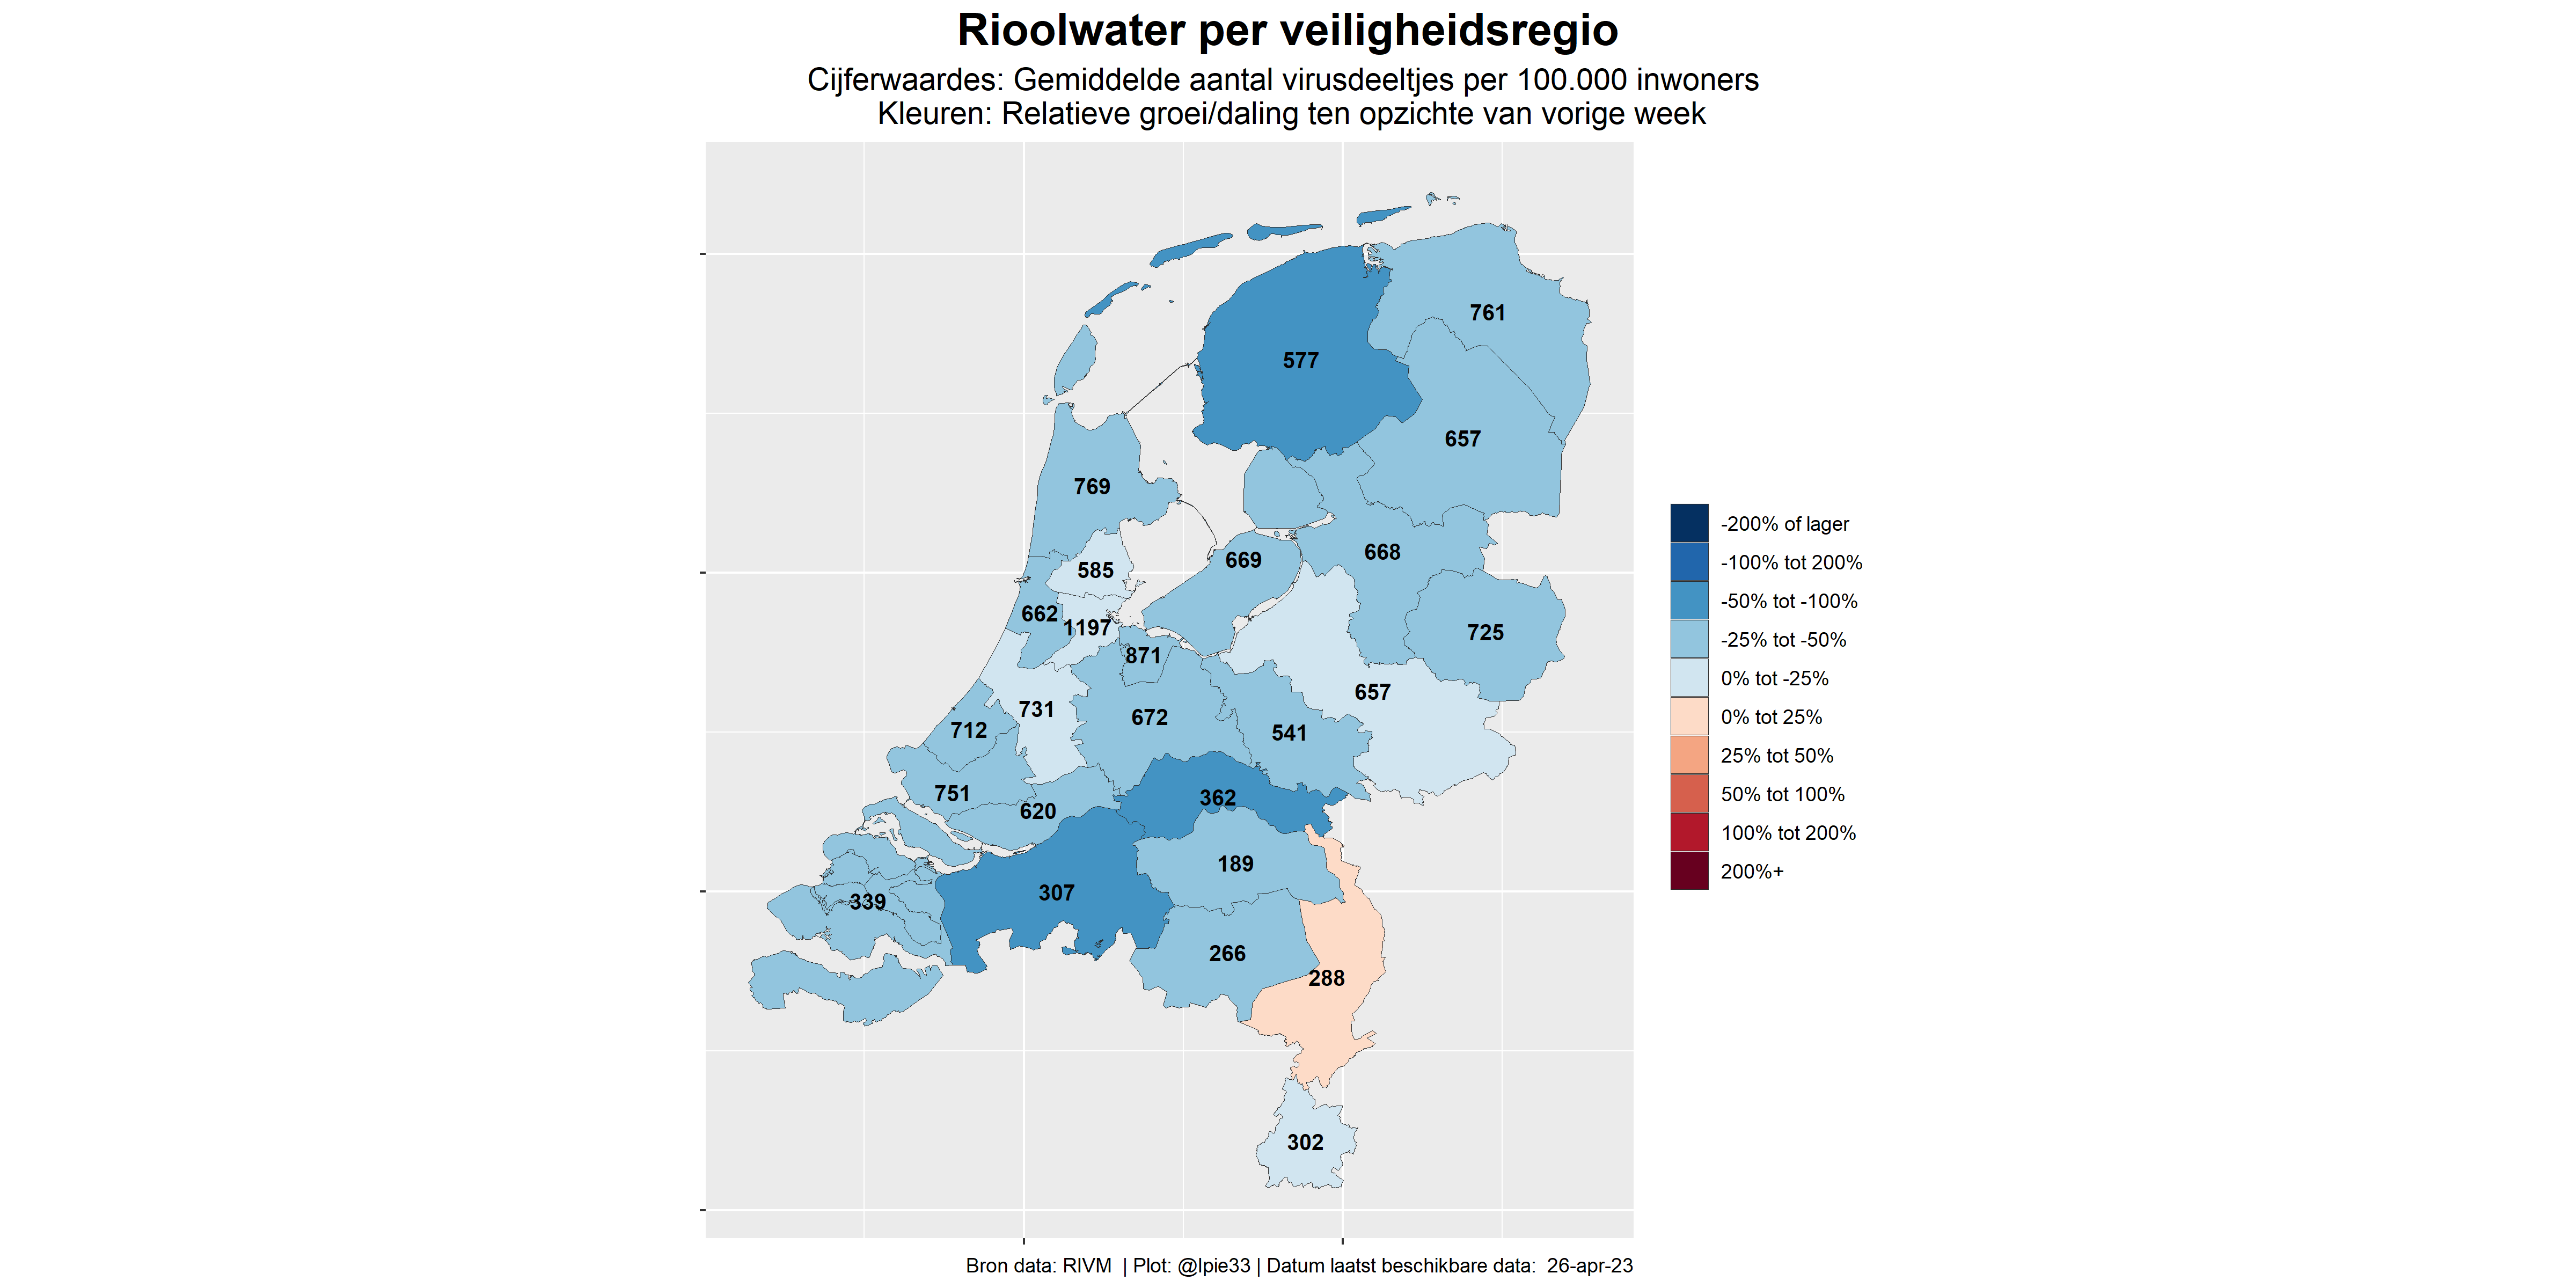 Rioolwater per veiligheidsregio
Cijferwaardes: Gemiddelde aantal virusdeeltjes per 100.000 inwoners
Kleuren: Relatieve groei/daling ten opzichte van vorige week
761
577
657
769
668
669
585
662
1197
725
871
657
731
672
712
541
751
362
620
189
307
339
266
288
302
-200% of lager
-100% tot 200%
-50% tot -100%
-25% tot -50%
0% tot -25%
0% tot 25%
25% tot 50%
50% tot 100%
100% tot 200%
200%+
Bron data: RIVM | Plot: @lpie33 | Datum laatst beschikbare data: 26-apr-23